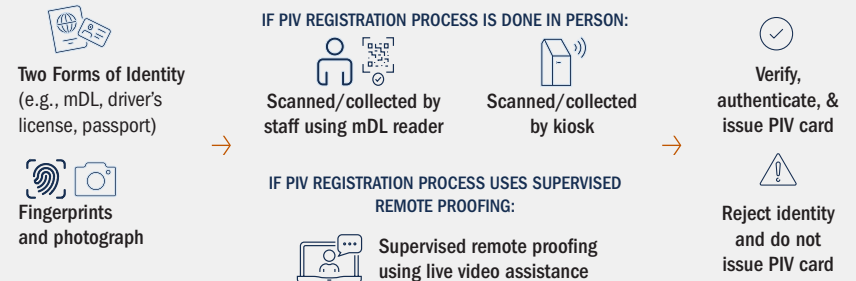 Two Forms of Identity
(e.g., mDL, driver's
license, passport)
Fingerprints
and photograph
IF PIV REGISTRATION PROCESS IS DONE IN PERSON:
Scanned/collected by
staff using mDL reader
Scanned/collected
by kiosk
IF PIV REGISTRATION PROCESS USES SUPERVISED
REMOTE PROOFING:
Supervised remote proofing
using live video assistance
Verify,
authenticate, &
issue PIV card
Reject identity
and do not
issue PIV card